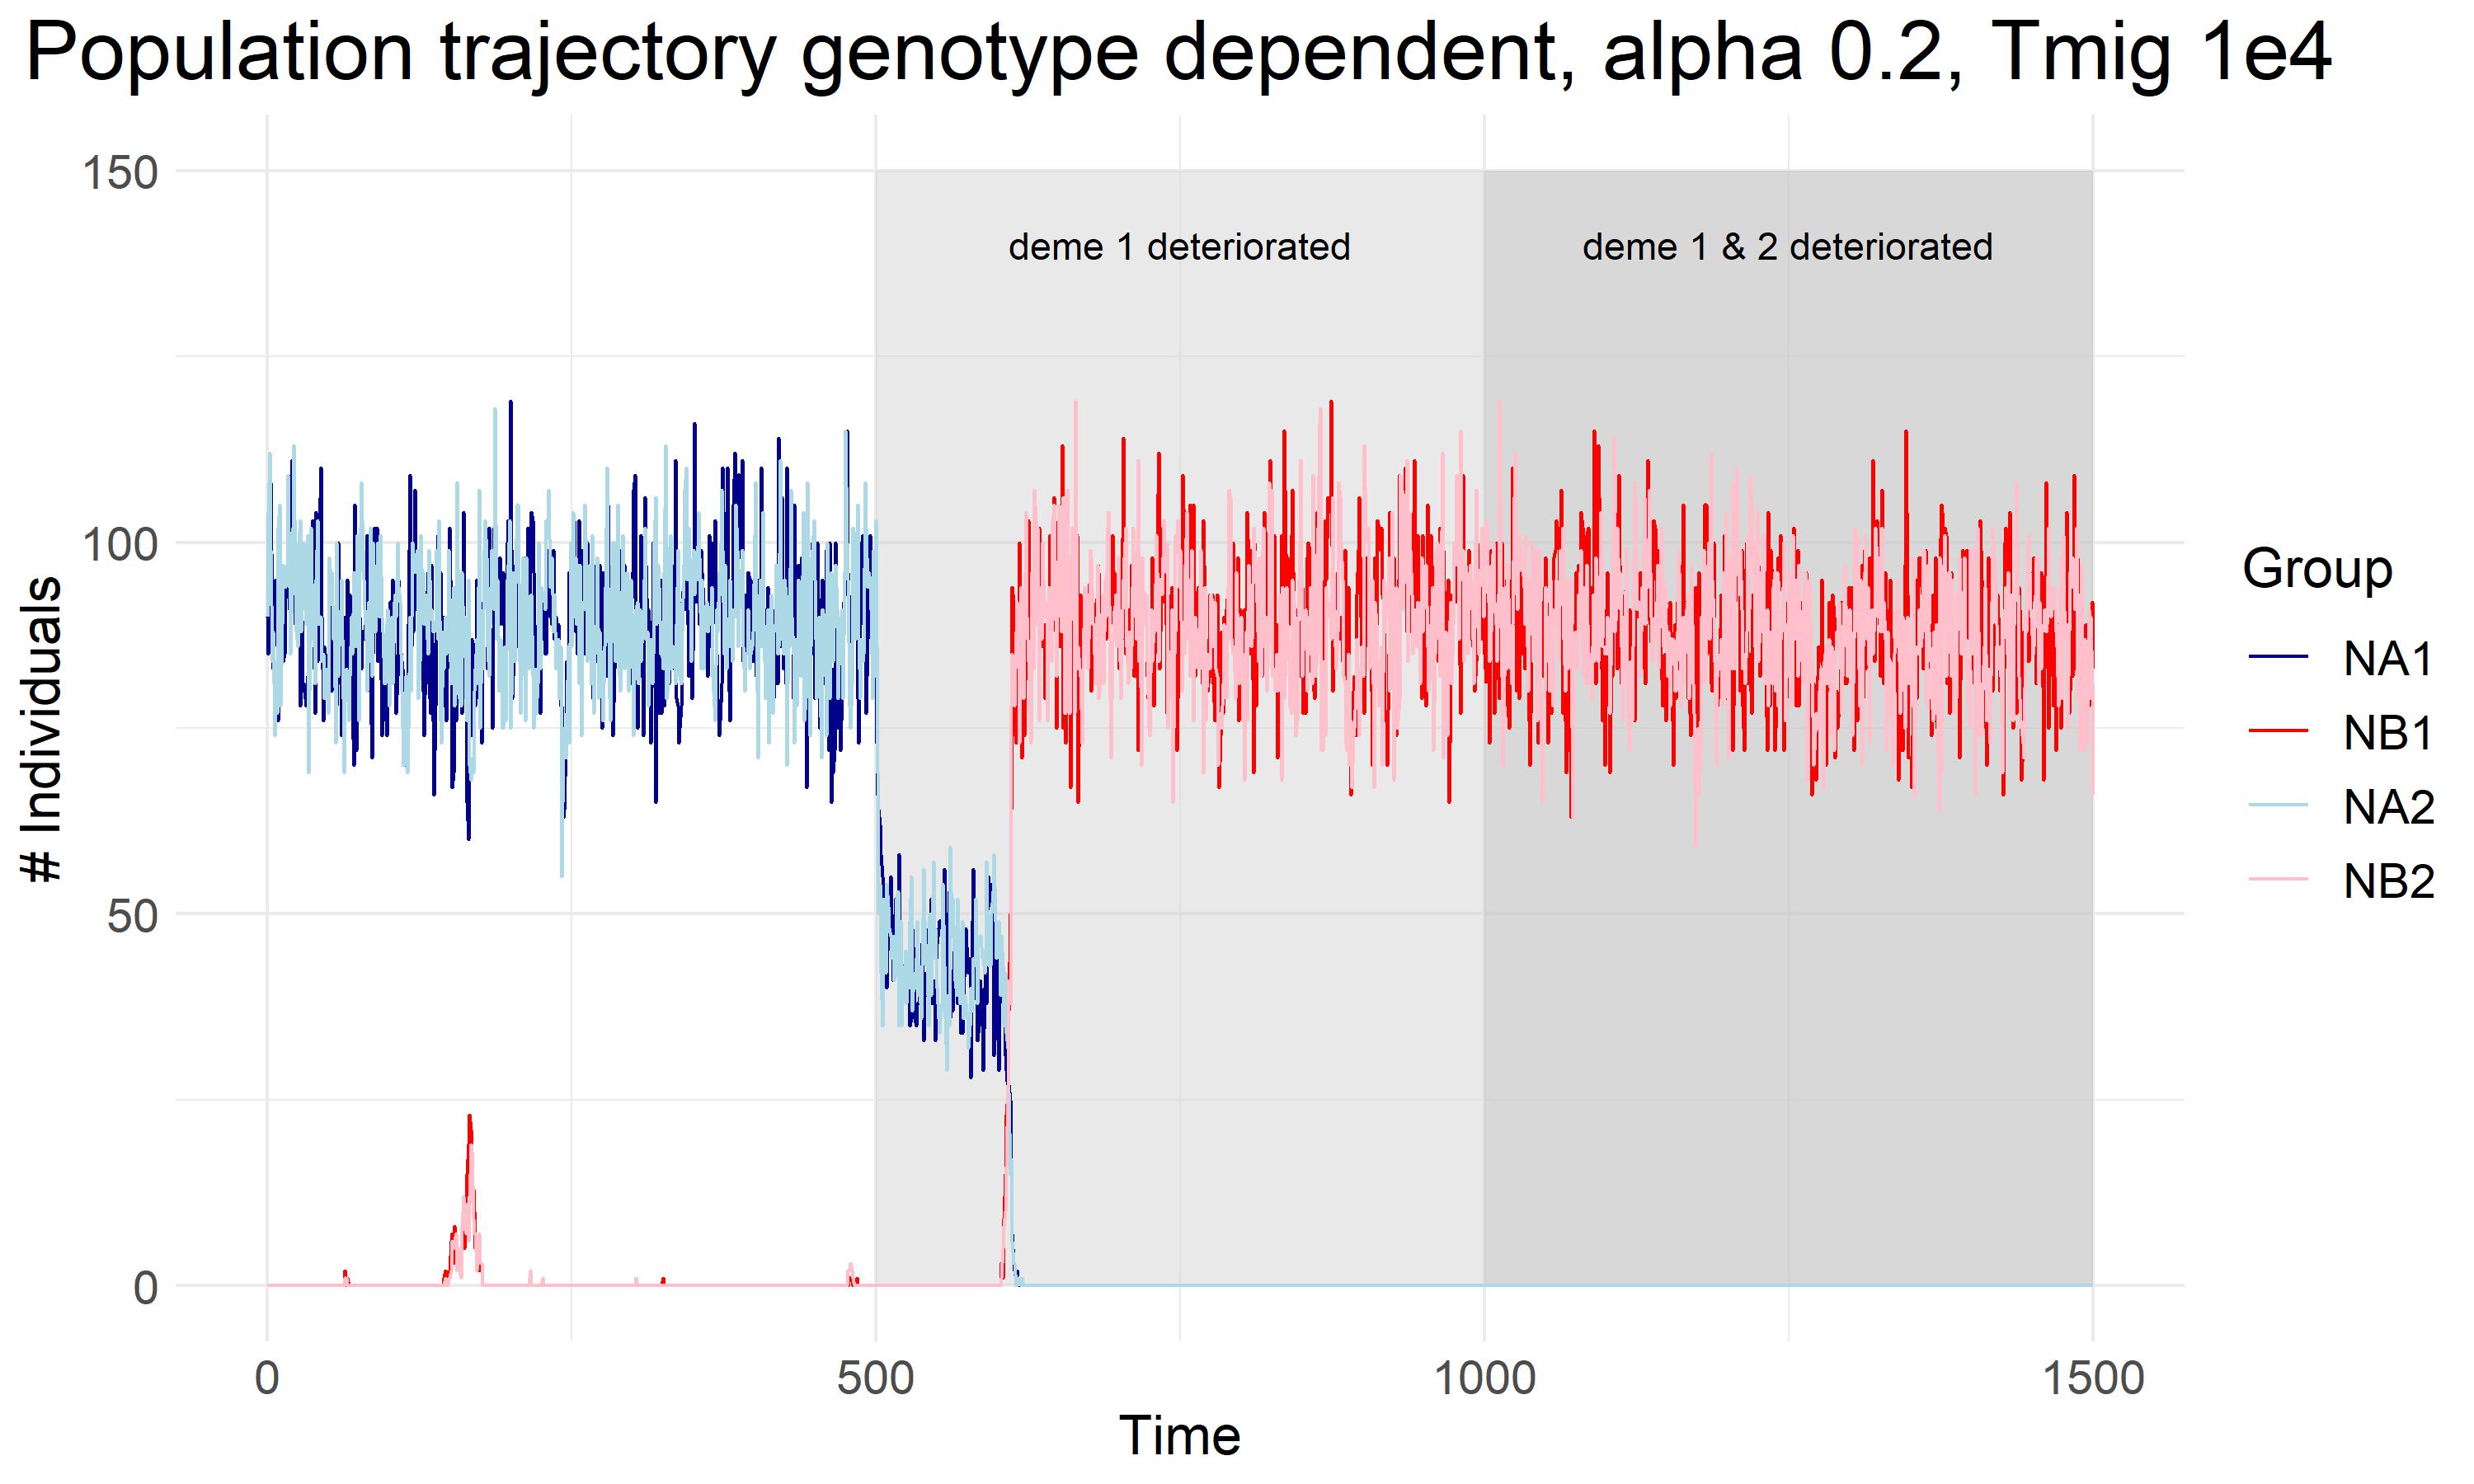 Population trajectory genotype dependent, alpha 0.2, Tmig 1e4
150
100
50
0
# Individuals
deme 1 deteriorated
deme 1 & 2 deteriorated
0
500
1000
1500
Time
Group
NA1
NB1
NA2
NB2